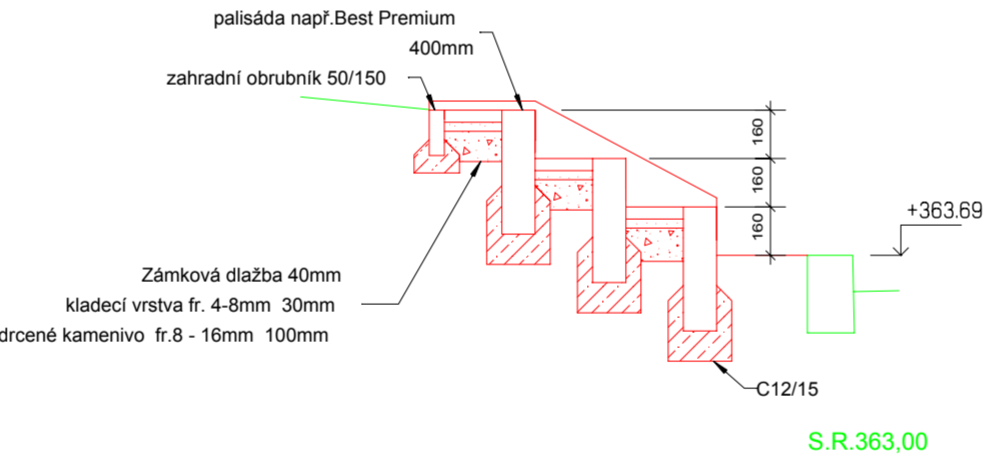 palisáda např.Best Premium
400mm
zahradní obrubník 50/150
160
160
160
+363.69
Zámková dlažba 40mm
kladecí vrstva fr. 4-8mm 30mm
drcené kamenivo fr.8 - 16mm 100mm
C12/15
S.R.363,00